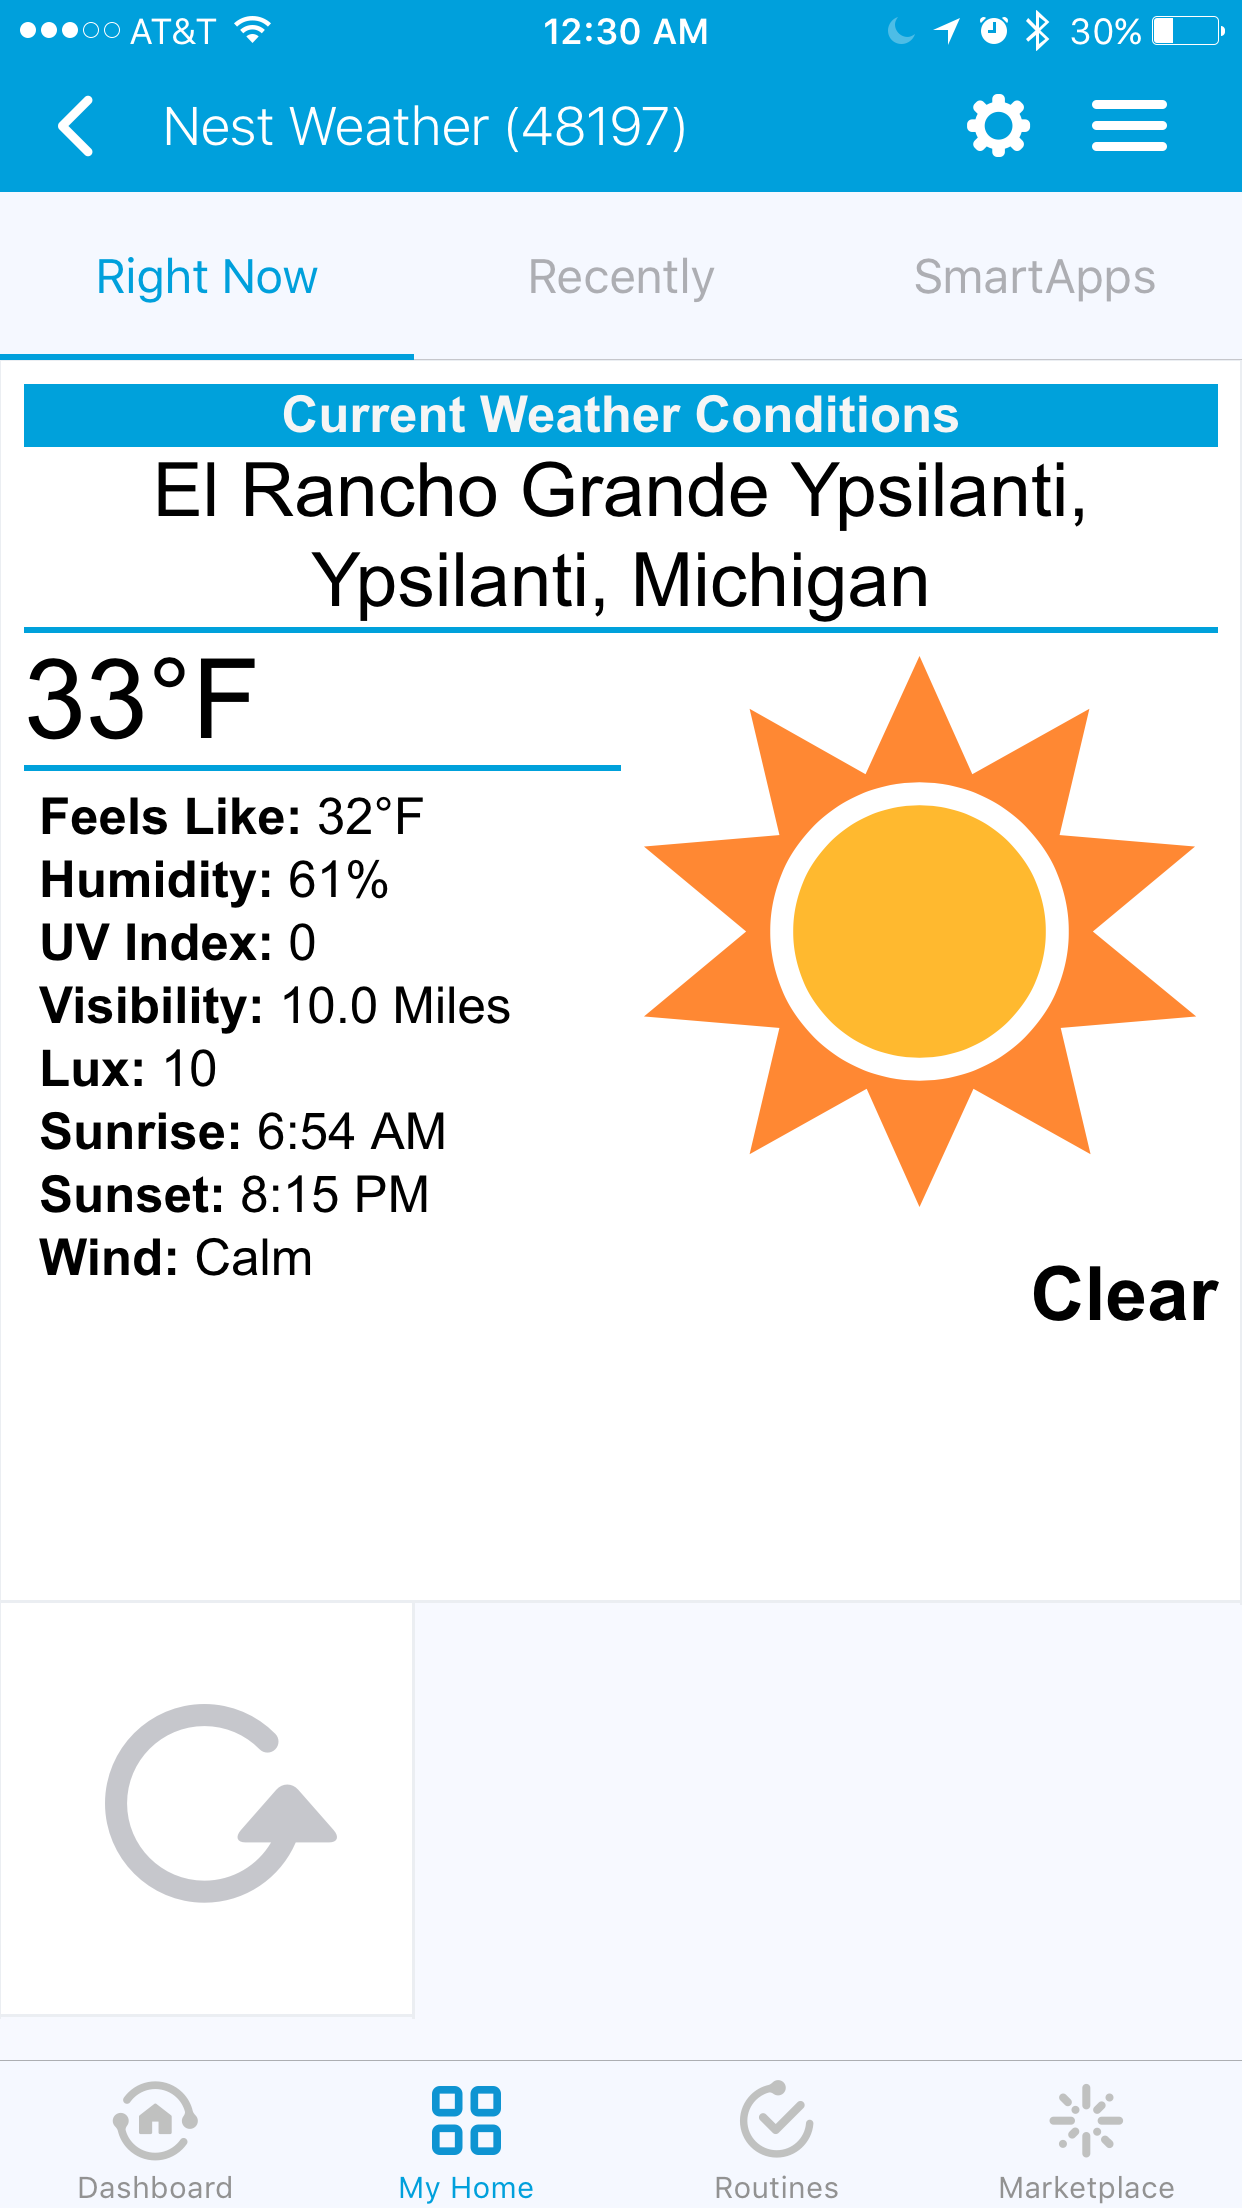 AT&T 12:30 AM 30%
Nest Weather (48197)
Right Now Recently SmartApps
Current Weather Conditions
El Rancho Grande Ypsilanti,
Ypsilanti, Michigan
33°F
Feels Like: 32°F
Humidity: 61%
UV Index: 0
Visibility: 10.0 Miles
Lux: 10
Sunrise: 6:54 AM
Sunset: 8:15 PM
Wind: Calm
Clear
Dashboard My Home Routines Marketplace